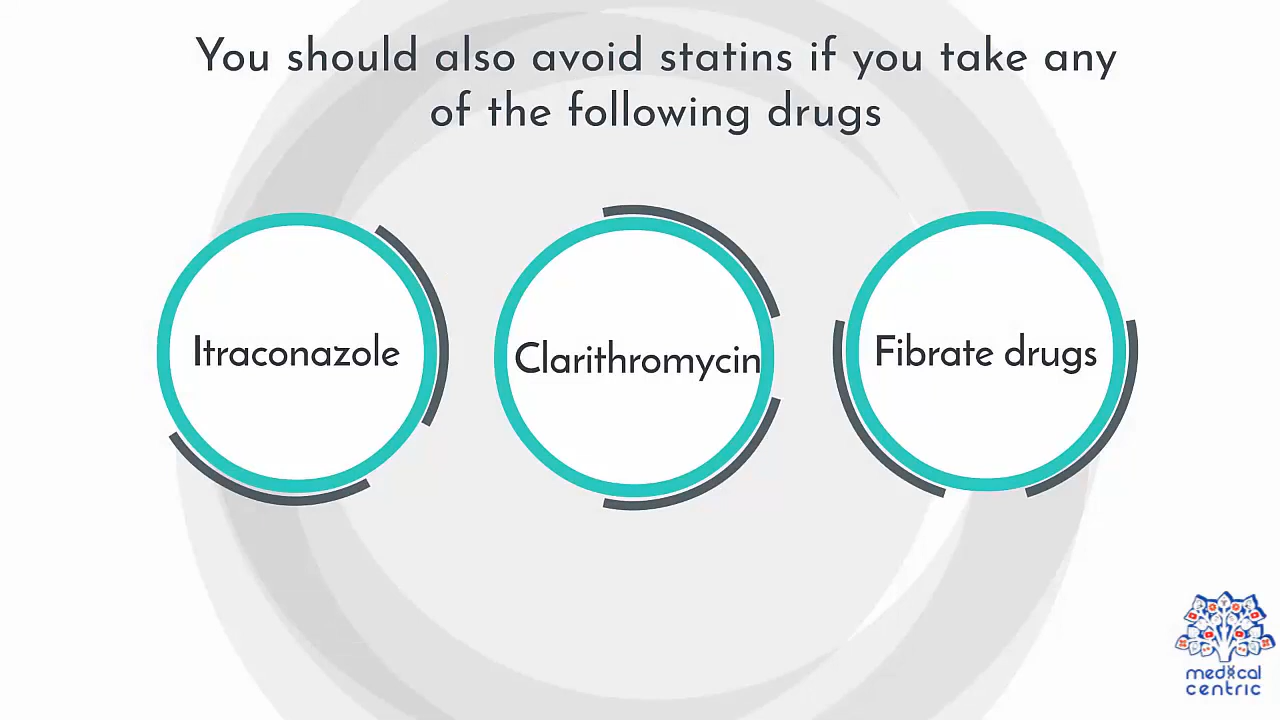 You should also avoid statins if you take any
of the following drugs
Itraconazole
Clarithromycin
Fibrate drugs
medical
centric